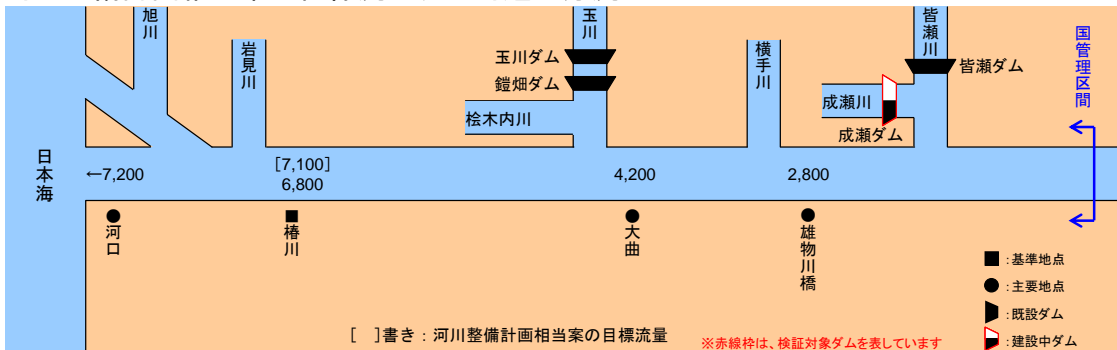 旭川
岩見川
玉川
玉川ダム
鎧畑ダム
桧木内川
横手川
皆瀬川
皆瀬ダム
成瀬川
成瀬ダム
国管理区間
日本海
←7,200
[7,100]
6,800
4,200
2,800
河口
椿川
大曲
雄物川橋
■:基準地点
●:主要地点
:既設ダム
:建設中ダム
[ ]書き:河川整備計画相当案の目標流量
※赤線枠は、検証対象ダムを表しています